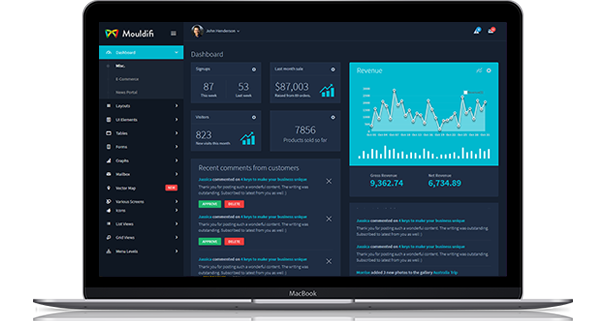 Mouldifi
John Henderson
Dashboard
Misc.
E-Commerce
News Portal
Layouts
UI Elements
Tables
Forms
Graphs
Mailbox
Vector Map
NEW
Various Screens
Icons
List Views
Grid Views
Menu Levels
Dashboard
Signups
87
This week
53
Last week
Last month sale
$87,003
Raised from 89 orders.
Visitors
823
New visits this month
7856
Products sold so far
Recent comments from customers
Jessica commented on 4 keys to make your business unique
Thank you for posting such a wonderful content. The writing was
outstanding. Subscribed to latest from you as well :)
APPROVE
DELETE
Jessica commented on 4 keys to make your business unique
Thank you for posting such a wonderful content. The writing was
outstanding. Subscribed to latest from you as well :)
APPROVE
DELETE
Jessica commented on 4 keys to make your business unique
Thank you for posting such a wonderful content. The writing was
outstanding. Subscribed to latest from you as well :)
Revenue
Gross Revenue
9,362.74
Net Revenue
6,734.89
Jessica commented on 4 keys to make your business unique
Thank you for posting such a wonderful content. The writing was outstanding.
Subscribed to latest from you as well :)
Jessica commented on 4 keys to make your business unique
Thank you for posting such a wonderful content. The writing was outstanding.
Subscribed to latest from you as well :)
added 3 new photos to the gallery Australia Trip
MacBook